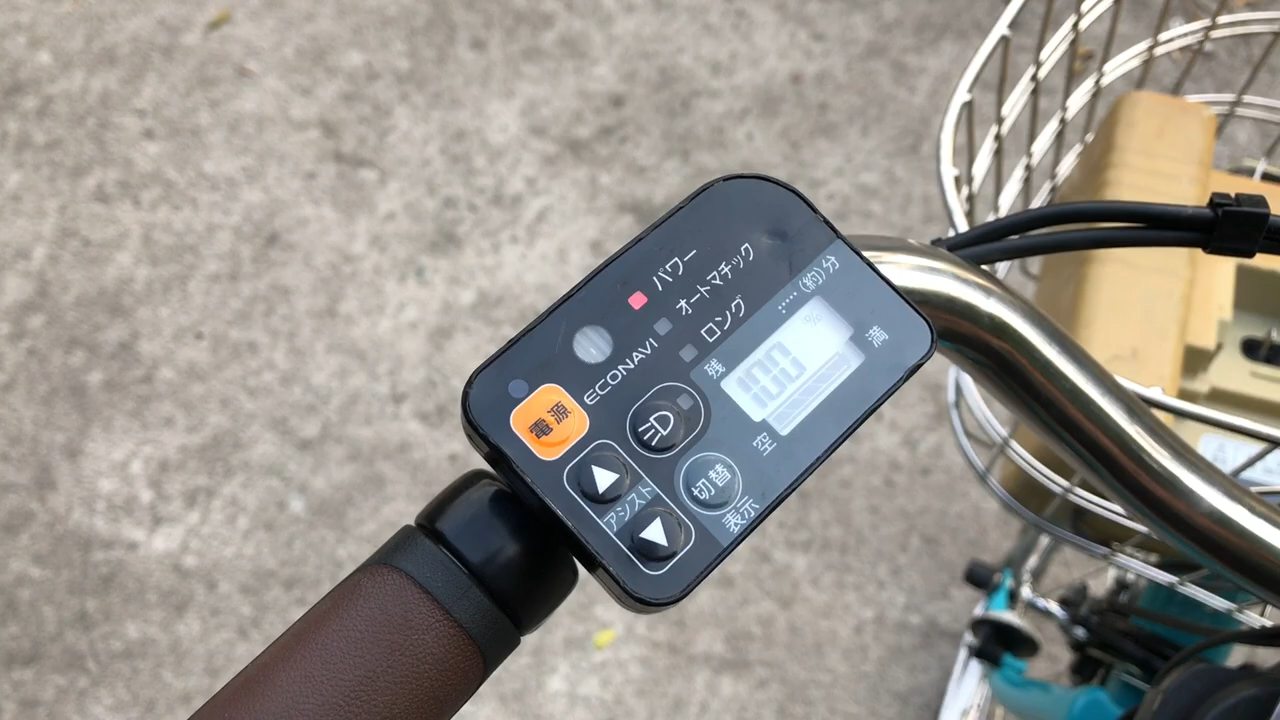 パワー
オートマチック
ロング
ECONAVI
電源
アシスト
(約)分
残
100
%
満
空
切替
表示